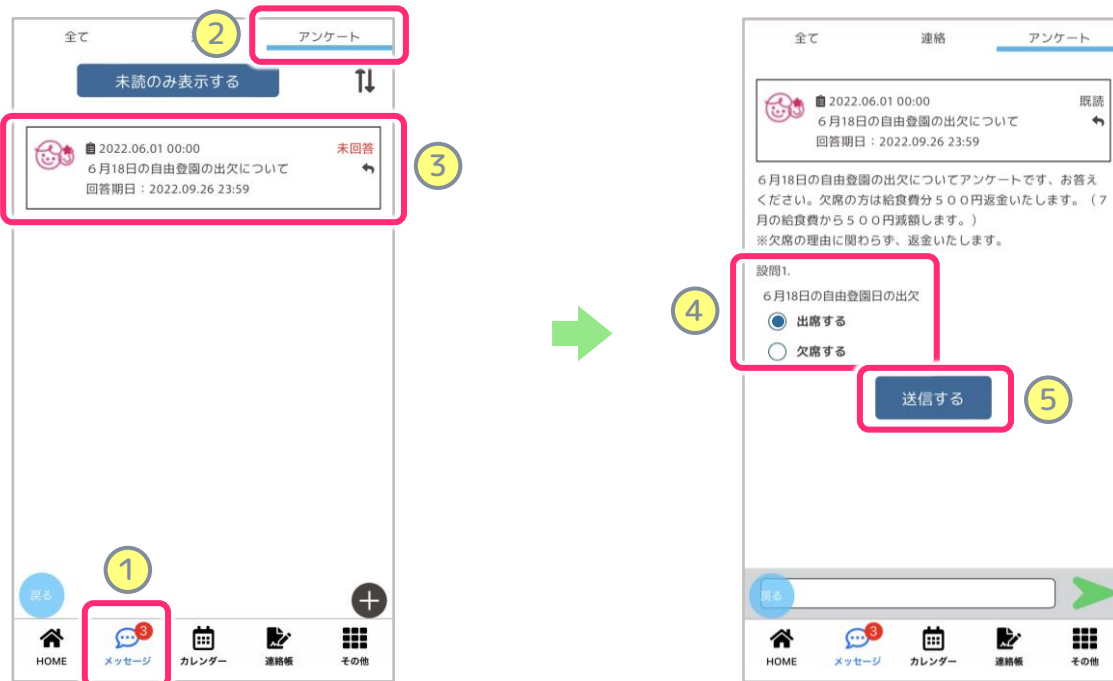 全て
アンケート
未読のみ表示する
2022.06.01 00:00
未回答
6月18日の自由登園の出欠について
回答期日：2022.09.26 23:59
戻る
3
HOME
メッセージ
カレンダー
連絡帳
その他
1
2
3
全て
連絡
アンケート
2022.06.01 00:00
既読
6月18日の自由登園の出欠について
回答期日：2022.09.26 23:59
6月18日の自由登園の出欠についてアンケートです、お答え
ください。欠席の方は給食費分５００円返金いたします。（7
月の給食費から５００円減額します。）
※欠席の理由に関わらず、返金いたします。
設問1.
6月18日の自由登園日の出欠
出席する
欠席する
送信する
4
5
戻る
3
HOME
メッセージ
カレンダー
連絡帳
その他